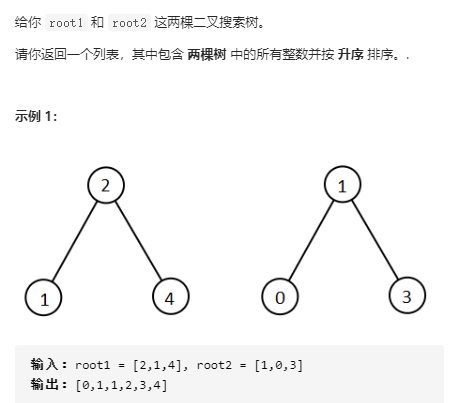 给你 root1 和 root2 这两棵二叉搜索树。
请你返回一个列表，其中包含 两棵树 中的所有整数并按 升序 排序。.
示例 1：
2
1
1
4
0
3
输入：root1 = [2,1,4], root2 = [1,0,3]
输出：[0,1,1,2,3,4]